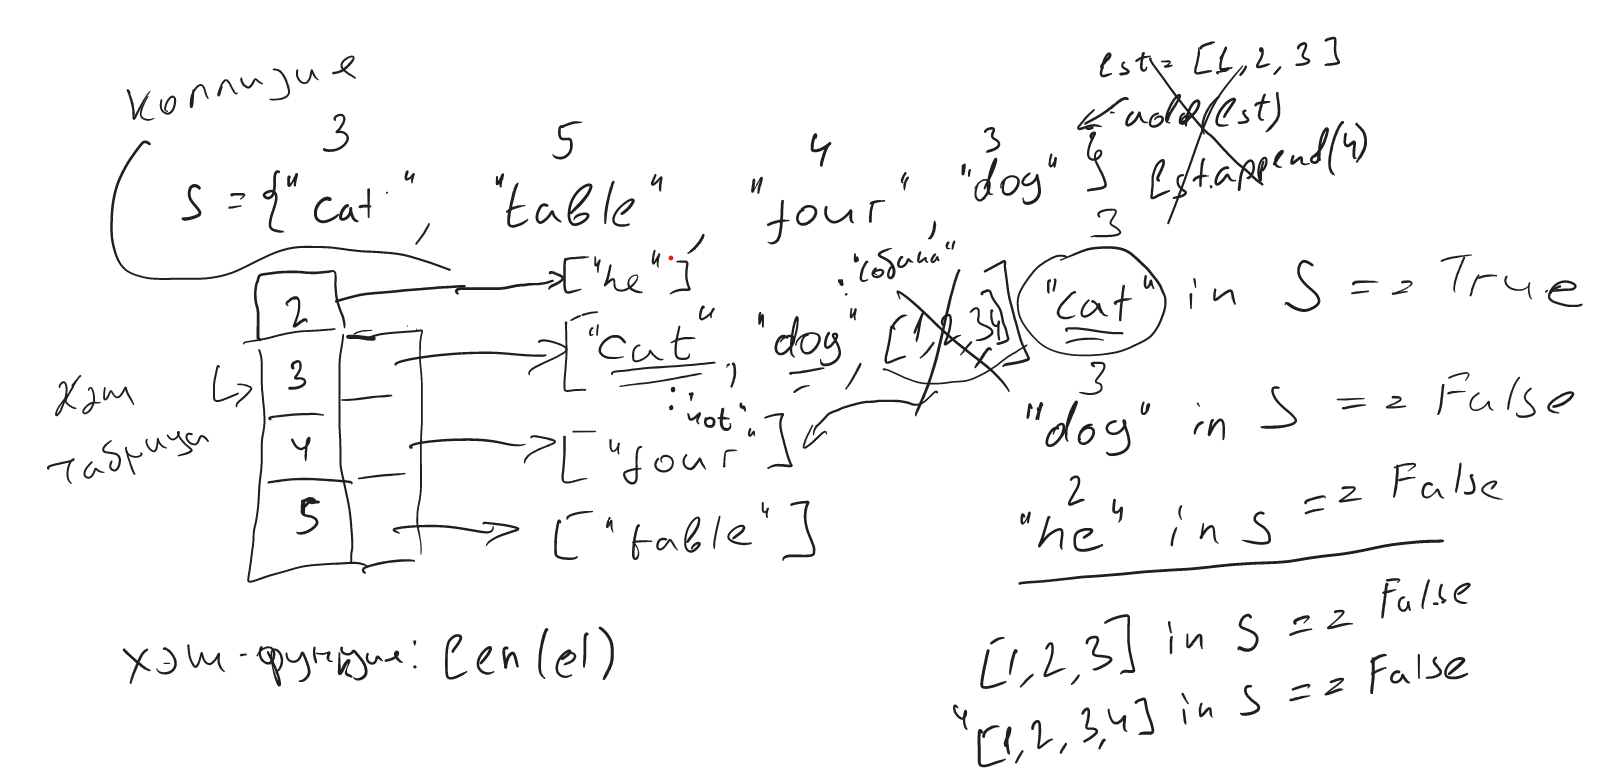 Коллизие
lst = [1, 2, 3]
add(lst)
lst.append(4)
3 5 4 3
S = {"cat", "table", "four", "dog"}
2 ["he"]
3 ["cat", "dog", [1, 2, 3, 4]]
: "собака"
: "кот"
4 ["four"]
5 ["table"]
Хэш
таблица
3
"cat" in S == True
3
"dog" in S == False
2
"he" in S == False
[1, 2, 3] in S == False
4
[1, 2, 3, 4] in S == False
хэш-функция: len(el)